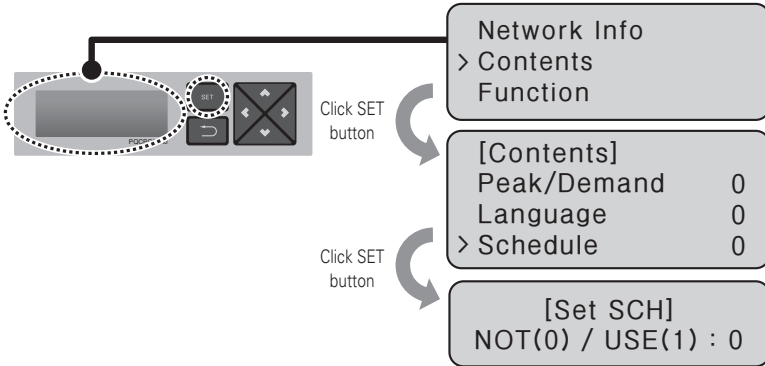 Network Info
> Contents
Function
SET
Click SET
button
[Contents]
Peak/Demand 0
Language 0
> Schedule 0
Click SET
button
[Set SCH]
NOT(0) / USE(1) : 0